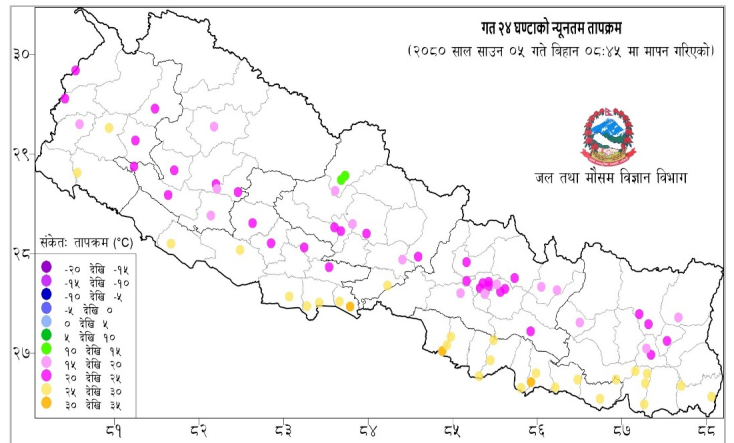 गत २४ घण्टाको न्यूनतम तापक्रम
(२०८० साल साउन ०५ गते बिहान ०८:४५ मा मापन गरिएको)
जल तथा मौसम विज्ञान विभाग
३०
२९
२८
२७
संकेत: तापक्रम (°C)
-२० देखि -१५
-१५ देखि -१०
-१० देखि -५
-५ देखि ०
० देखि ५
५ देखि १०
१० देखि १५
१५ देखि २०
२० देखि २५
२५ देखि ३०
३० देखि ३५
८१ ८२ ८३ ८४ ८५ ८६ ८७ ८८